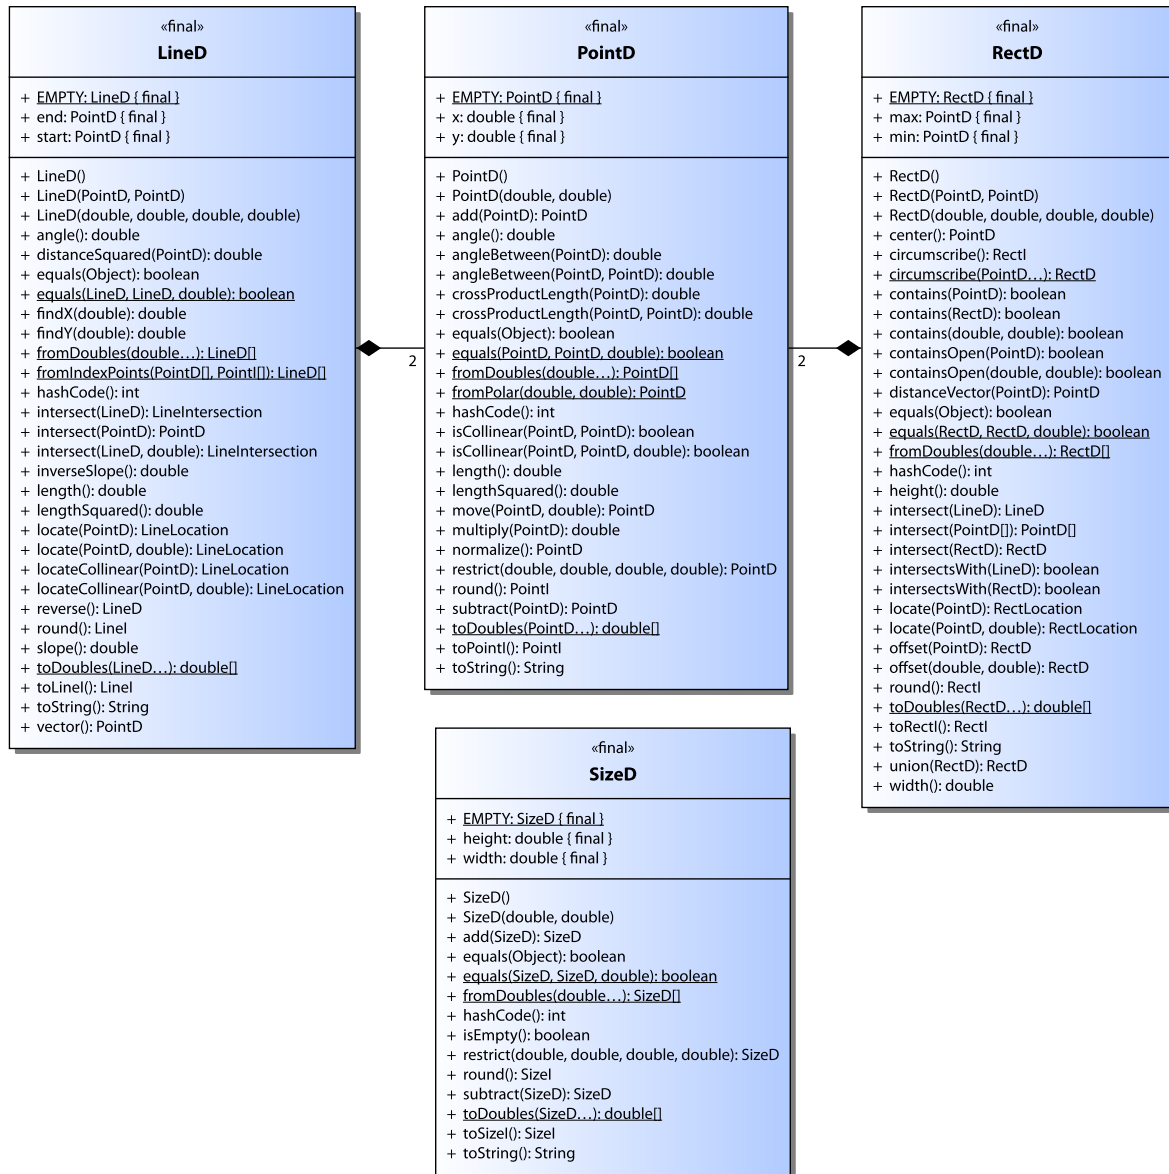 «final»
LineD
+ EMPTY: LineD { final }
+ end: PointD { final }
+ start: PointD { final }
+ LineD()
+ LineD(PointD, PointD)
+ LineD(double, double, double, double)
+ angle(): double
+ distanceSquared(PointD): double
+ equals(Object): boolean
+ equals(LineD, LineD, double): boolean
+ findX(double): double
+ findY(double): double
+ fromDoubles(double…): LineD[]
+ fromIndexPoints(PointD[], PointI[]): LineD[]
+ hashCode(): int
+ intersect(LineD): LineIntersection
+ intersect(PointD): PointD
+ intersect(LineD, double): LineIntersection
+ inverseSlope(): double
+ length(): double
+ lengthSquared(): double
+ locate(PointD): LineLocation
+ locate(PointD, double): LineLocation
+ locateCollinear(PointD): LineLocation
+ locateCollinear(PointD, double): LineLocation
+ reverse(): LineD
+ round(): LineI
+ slope(): double
+ toDoubles(LineD…): double[]
+ toLineI(): LineI
+ toString(): String
+ vector(): PointD
2
«final»
PointD
+ EMPTY: PointD { final }
+ x: double { final }
+ y: double { final }
+ PointD()
+ PointD(double, double)
+ add(PointD): PointD
+ angle(): double
+ angleBetween(PointD): double
+ angleBetween(PointD, PointD): double
+ crossProductLength(PointD): double
+ crossProductLength(PointD, PointD): double
+ equals(Object): boolean
+ equals(PointD, PointD, double): boolean
+ fromDoubles(double…): PointD[]
+ fromPolar(double, double): PointD
+ hashCode(): int
+ isCollinear(PointD, PointD): boolean
+ isCollinear(PointD, PointD, double): boolean
+ length(): double
+ lengthSquared(): double
+ move(PointD, double): PointD
+ multiply(PointD): double
+ normalize(): PointD
+ restrict(double, double, double, double): PointD
+ round(): PointI
+ subtract(PointD): PointD
+ toDoubles(PointD…): double[]
+ toPointI(): PointI
+ toString(): String
2
«final»
RectD
+ EMPTY: RectD { final }
+ max: PointD { final }
+ min: PointD { final }
+ RectD()
+ RectD(PointD, PointD)
+ RectD(double, double, double, double)
+ center(): PointD
+ circumscribe(): RectI
+ circumscribe(PointD…): RectD
+ contains(PointD): boolean
+ contains(RectD): boolean
+ contains(double, double): boolean
+ containsOpen(PointD): boolean
+ containsOpen(double, double): boolean
+ distanceVector(PointD): PointD
+ equals(Object): boolean
+ equals(RectD, RectD, double): boolean
+ fromDoubles(double…): RectD[]
+ hashCode(): int
+ height(): double
+ intersect(LineD): LineD
+ intersect(PointD[]): PointD[]
+ intersect(RectD): RectD
+ intersectsWith(LineD): boolean
+ intersectsWith(RectD): boolean
+ locate(PointD): RectLocation
+ locate(PointD, double): RectLocation
+ offset(PointD): RectD
+ offset(double, double): RectD
+ round(): RectI
+ toDoubles(RectD…): double[]
+ toRectI(): RectI
+ toString(): String
+ union(RectD): RectD
+ width(): double
«final»
SizeD
+ EMPTY: SizeD { final }
+ height: double { final }
+ width: double { final }
+ SizeD()
+ SizeD(double, double)
+ add(SizeD): SizeD
+ equals(Object): boolean
+ equals(SizeD, SizeD, double): boolean
+ fromDoubles(double…): SizeD[]
+ hashCode(): int
+ isEmpty(): boolean
+ restrict(double, double, double, double): SizeD
+ round(): SizeI
+ subtract(SizeD): SizeD
+ toDoubles(SizeD…): double[]
+ toSizeI(): SizeI
+ toString(): String